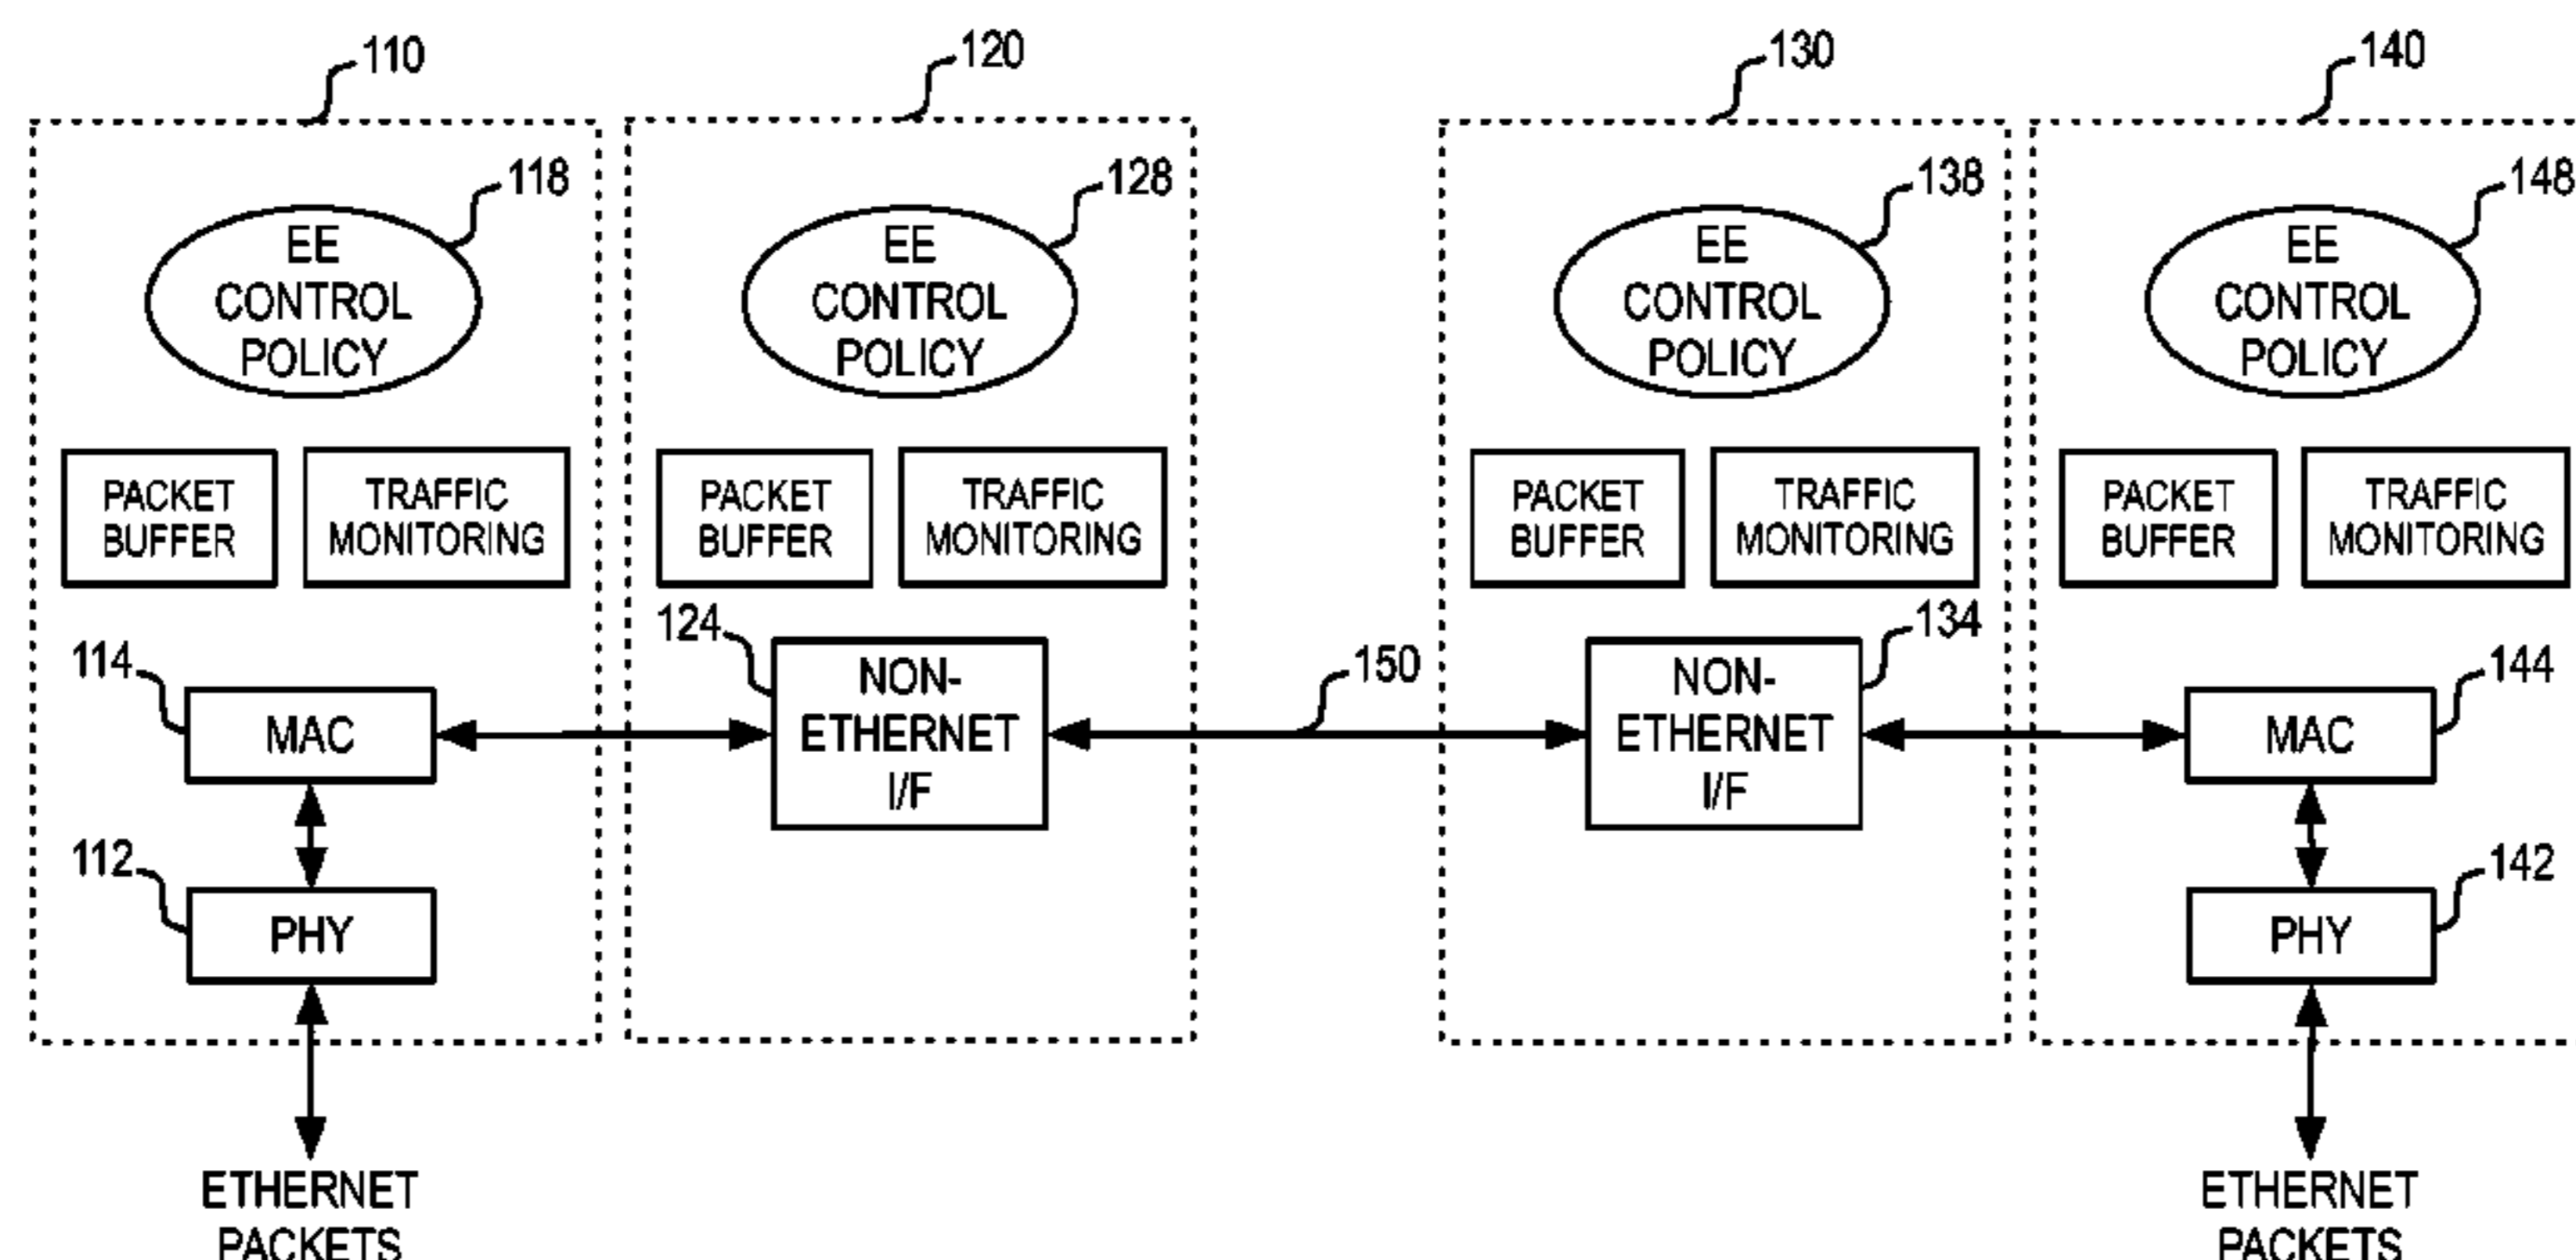 110
120
130
140
118
128
138
148
EE
CONTROL
POLICY
EE
CONTROL
POLICY
EE
CONTROL
POLICY
EE
CONTROL
POLICY
PACKET
BUFFER
TRAFFIC
MONITORING
PACKET
BUFFER
TRAFFIC
MONITORING
PACKET
BUFFER
TRAFFIC
MONITORING
PACKET
BUFFER
TRAFFIC
MONITORING
114
MAC
124
NON-
ETHERNET
I/F
150
NON-
ETHERNET
I/F
134
MAC
144
112
PHY
PHY
142
ETHERNET
PACKETS
ETHERNET
PACKETS